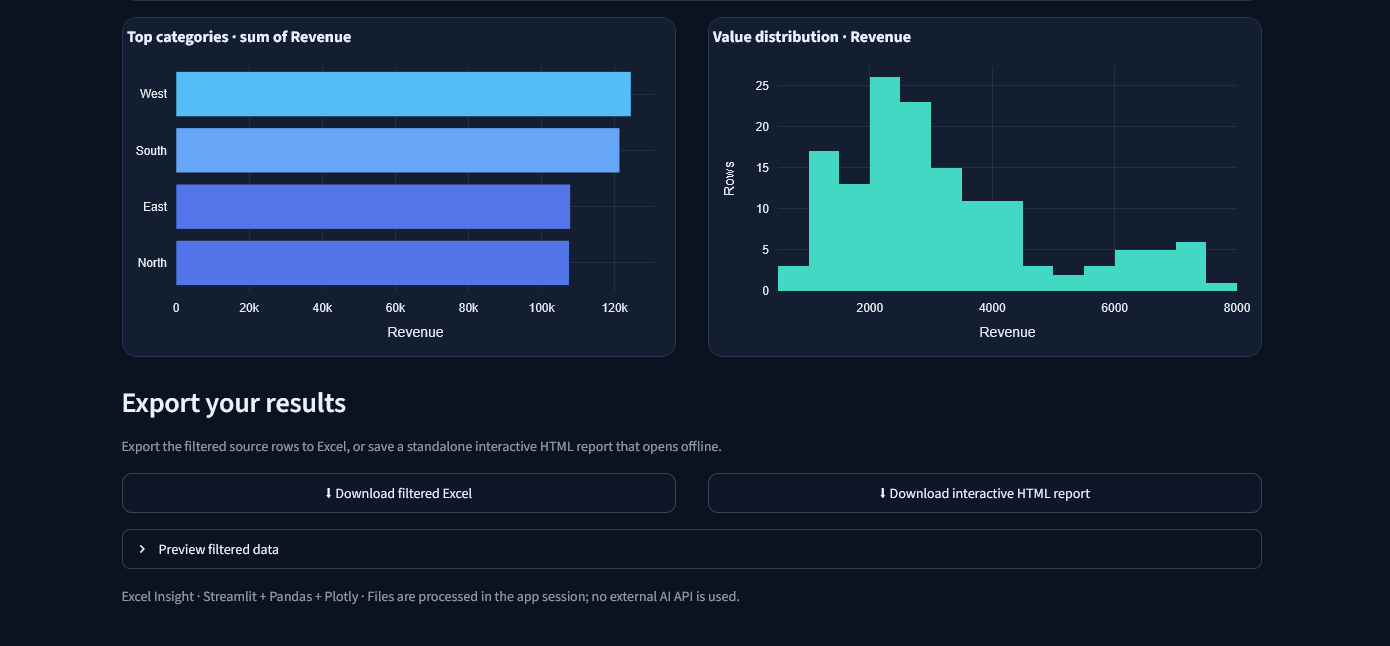 Top categories · sum of Revenue
West
South
East
North
0 20k 40k 60k 80k 100k 120k
Revenue
Value distribution · Revenue
Rows
25
20
15
10
5
0
2000 4000 6000 8000
Revenue
Export your results
Export the filtered source rows to Excel, or save a standalone interactive HTML report that opens offline.
⬇ Download filtered Excel
⬇ Download interactive HTML report
Preview filtered data
Excel Insight · Streamlit + Pandas + Plotly · Files are processed in the app session; no external AI API is used.